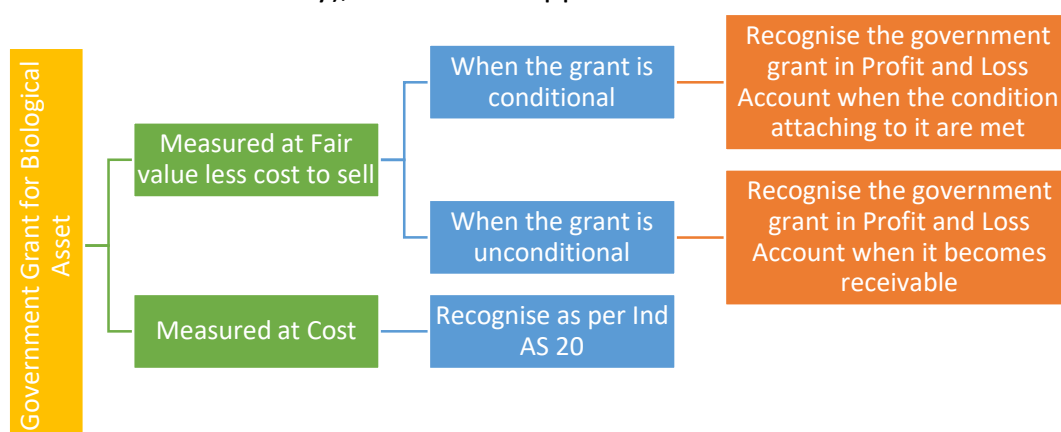 Government Grant for Biological
Asset
Measured at Fair
value less cost to sell
When the grant is
conditional
Recognise the government
grant in Profit and Loss
Account when the condition
attaching to it are met
When the grant is
unconditional
Recognise the government
grant in Profit and Loss
Account when it becomes
receivable
Measured at Cost
Recognise as per Ind
AS 20